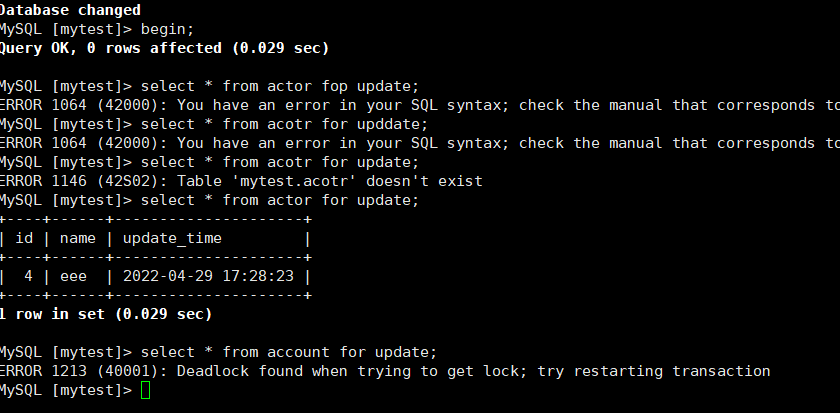 Database changed
MySQL [mytest]> begin;
Query OK, 0 rows affected (0.029 sec)
MySQL [mytest]> select * from actor fop update;
ERROR 1064 (42000): You have an error in your SQL syntax; check the manual that corresponds to
MySQL [mytest]> select * from acotr for upddate;
ERROR 1064 (42000): You have an error in your SQL syntax; check the manual that corresponds to
MySQL [mytest]> select * from acotr for update;
ERROR 1146 (42S02): Table 'mytest.acotr' doesn't exist
MySQL [mytest]> select * from actor for update;
+----+------+---------------------+
| id | name | update_time         |
+----+------+---------------------+
|  4 | eee  | 2022-04-29 17:28:23 |
+----+------+---------------------+
1 row in set (0.029 sec)
MySQL [mytest]> select * from account for update;
ERROR 1213 (40001): Deadlock found when trying to get lock; try restarting transaction
MySQL [mytest]>